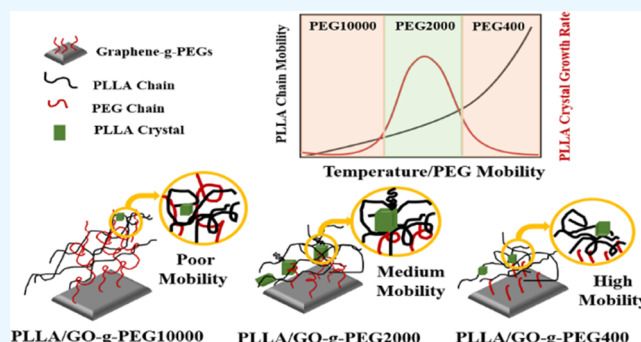 Graphene-g-PEGs
PLLA Chain
PEG Chain
PLLA Crystal
PEG10000 PEG2000 PEG400
PLLA Chain Mobility
PLLA Crystal Growth Rate
Temperature/PEG Mobility
Poor
Mobility
Medium
Mobility
High
Mobility
PLLA/GO-g-PEG10000 PLLA/GO-g-PEG2000 PLLA/GO-g-PEG400